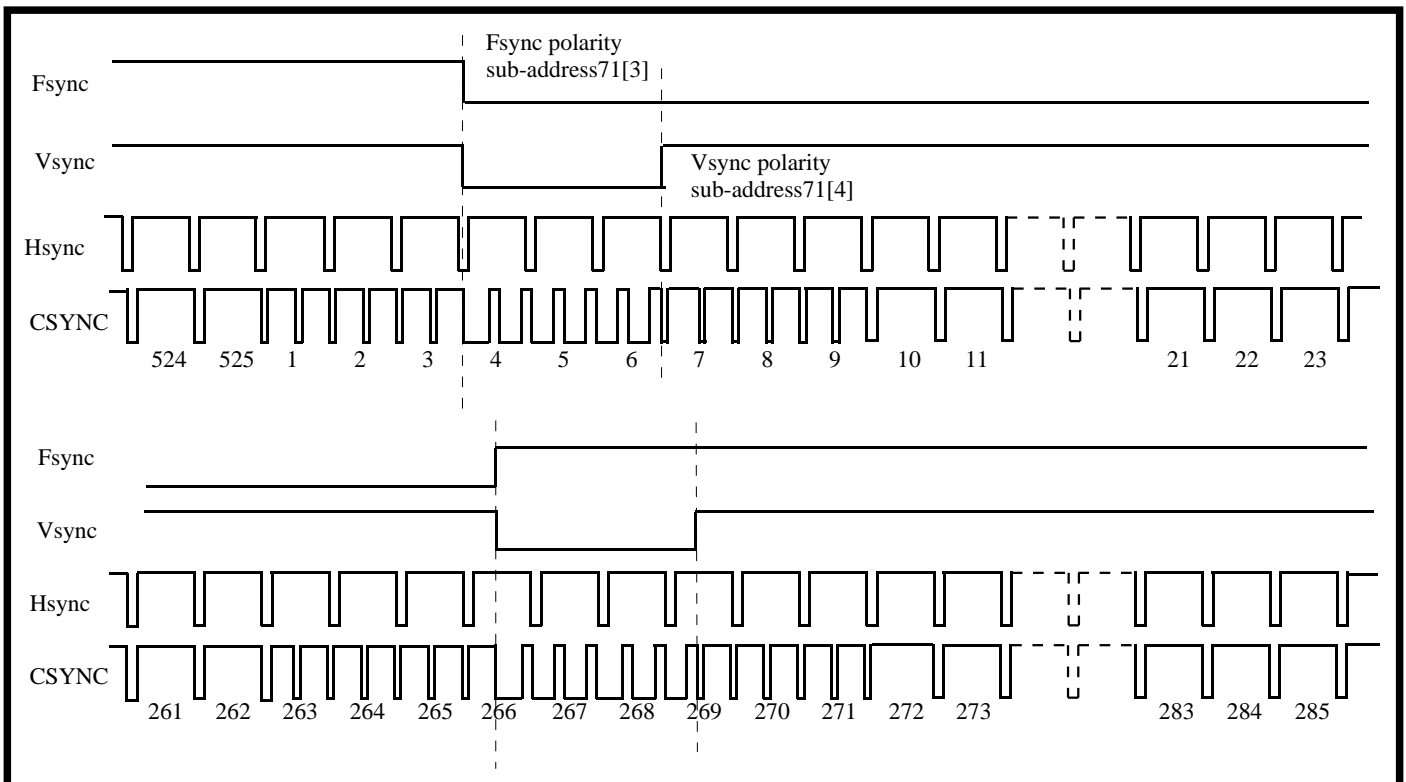 Fsync polarity
sub-address71[3]
Fsync
Vsync
Vsync polarity
sub-address71[4]
Hsync
CSYNC
524 525 1 2 3 4 5 6 7 8 9 10 11 21 22 23
Fsync
Vsync
Hsync
CSYNC
261 262 263 264 265 266 267 268 269 270 271 272 273 283 284 285